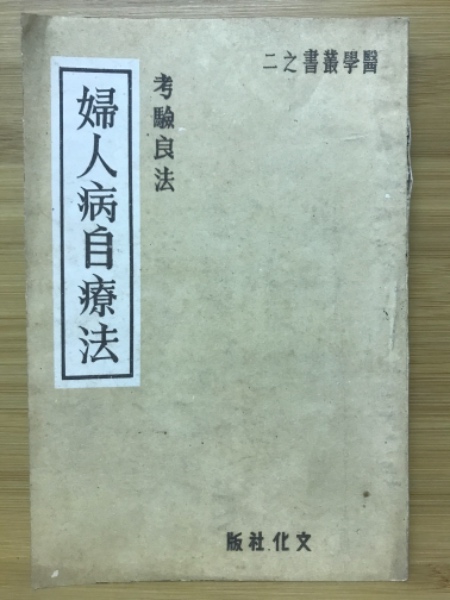 醫學叢書之二
考驗良法
婦人病自療法
文化社版